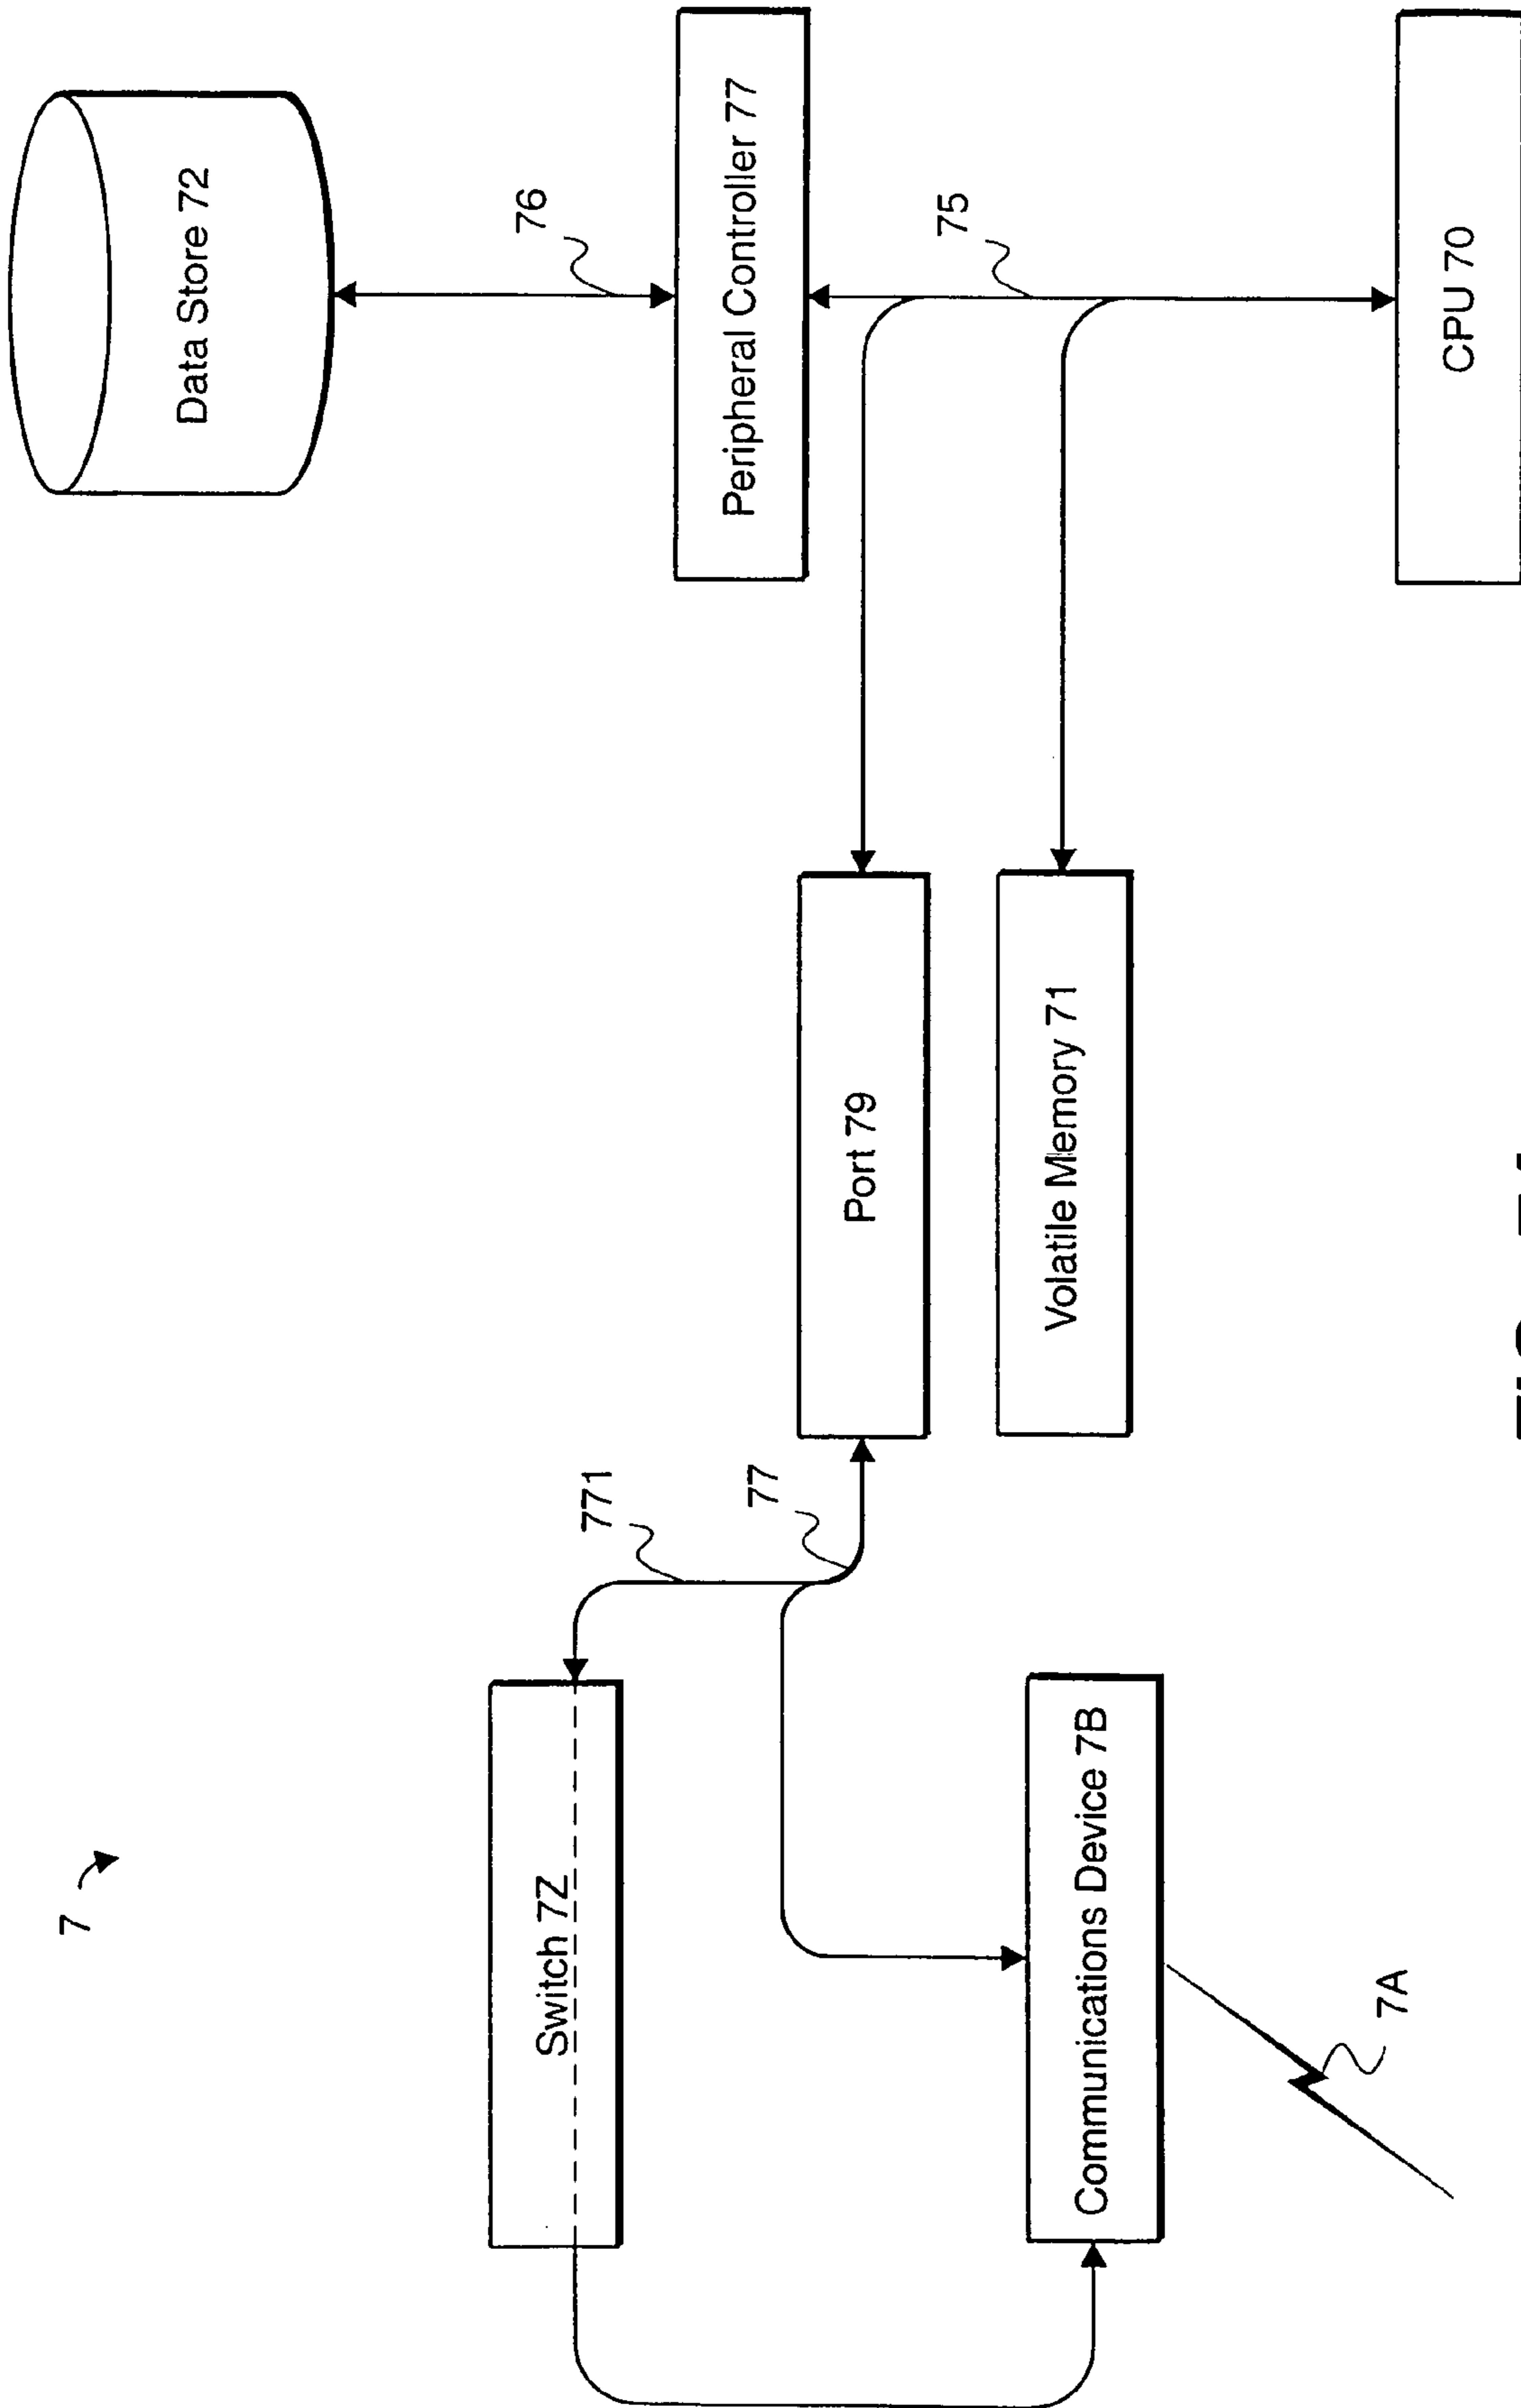 7
Switch 7Z
771
77
Communications Device 7B
7A
Port 79
Volatile Memory 71
Data Store 72
76
Peripheral Controller 77
75
CPU 70